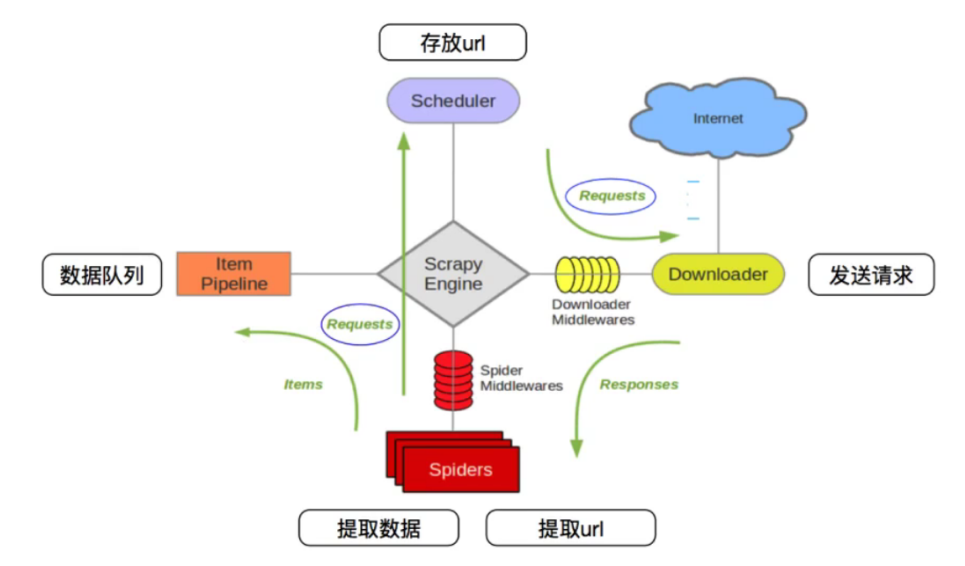 存放url
Scheduler
Internet
Requests
数据队列
Item
Pipeline
Scrapy
Engine
Downloader
发送请求
Downloader
Middlewares
Requests
Spider
Middlewares
Items
Responses
Spiders
提取数据
提取url